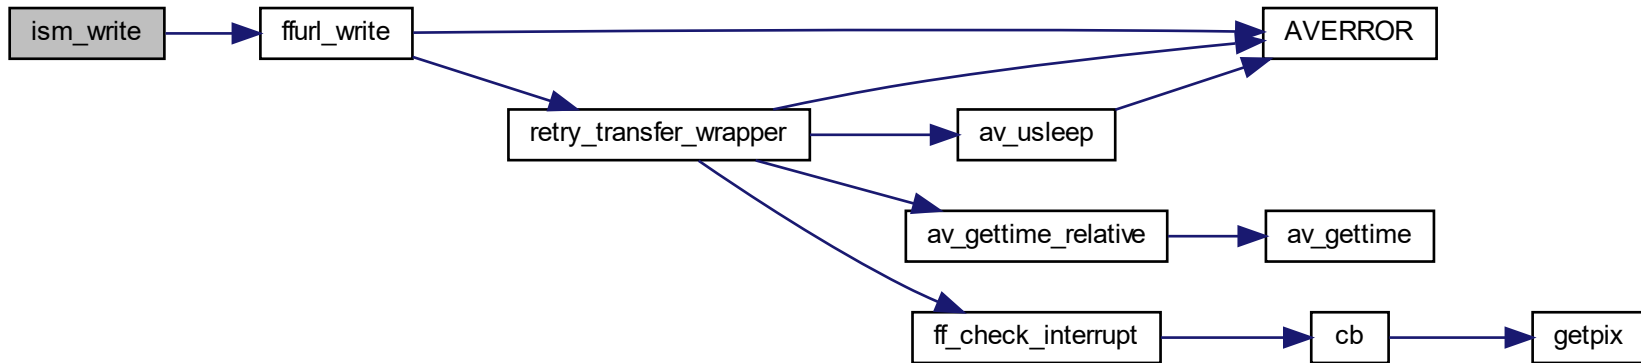 ism_write
ffurl_write
AVERROR
retry_transfer_wrapper
av_usleep
av_gettime_relative
av_gettime
ff_check_interrupt
cb
getpix